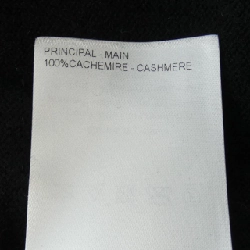 PRINCIPAL MAIN
100%CACHEMIRE - CASHMERE